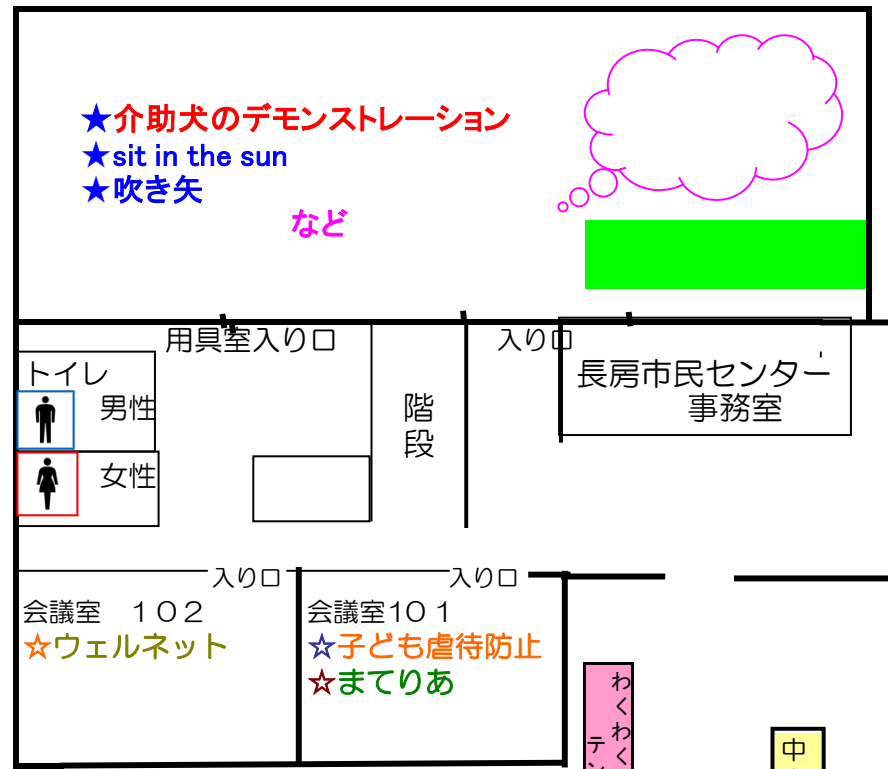 ★介助犬のデモンストレーション
★sit in the sun
★吹き矢
など
用具室入り口
入り口
トイレ
男性
女性
階段
長房市民センター
事務室
入り口
入り口
会議室　１０２
☆ウェルネット
会議室１０１
☆子ども虐待防止
☆まてりあ
わくわく
テン
中